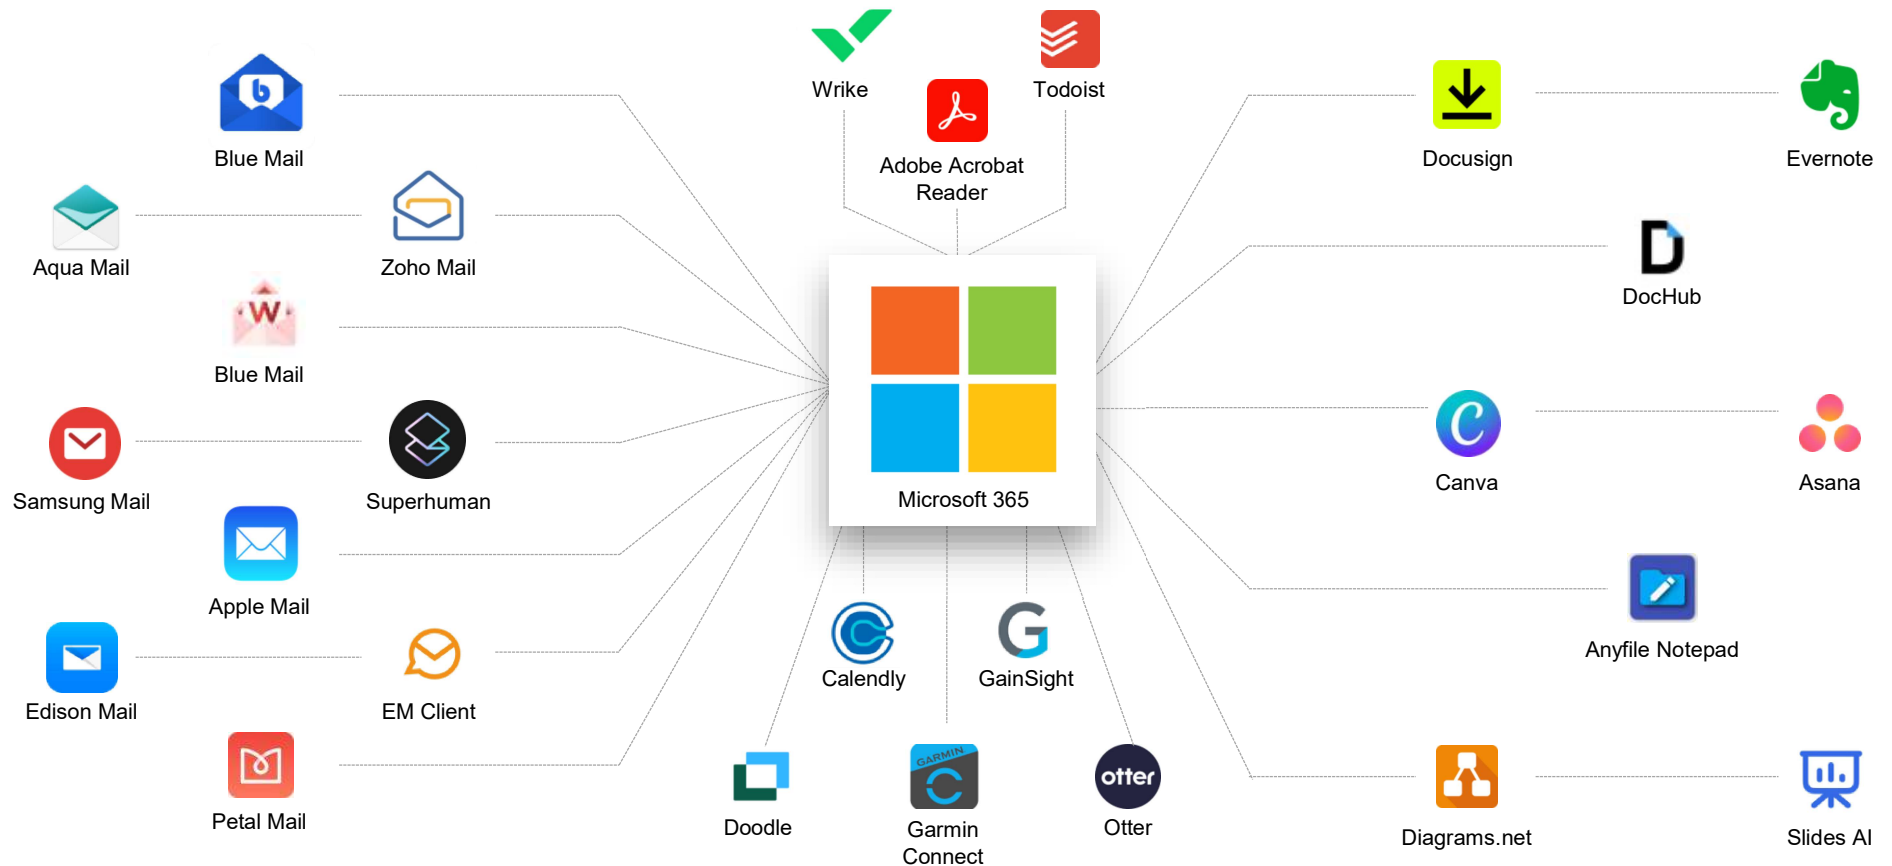 Wrike
Todoist
Adobe Acrobat
Reader
b
Blue Mail
Docusign
Evernote
Aqua Mail
Zoho Mail
D
DocHub
W
Blue Mail
Samsung Mail
Superhuman
Microsoft 365
C
Canva
Asana
Apple Mail
Anyfile Notepad
Calendly
G
GainSight
Edison Mail
EM Client
Petal Mail
Doodle
GARMIN
Garmin
Connect
otter
Otter
Diagrams.net
Slides AI